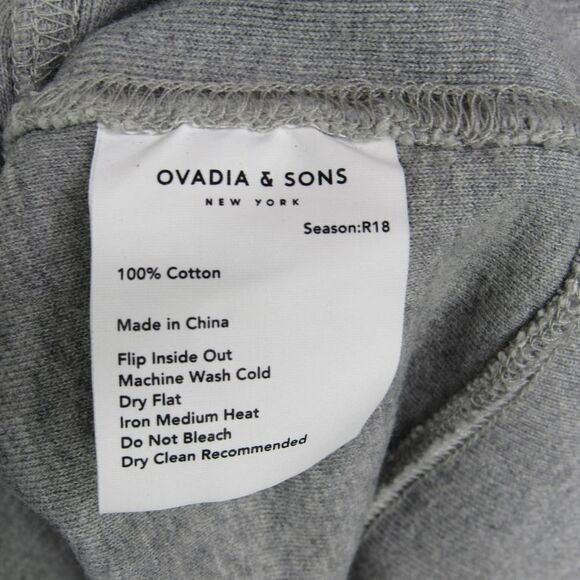 OVADIA & SONS
NEW YORK
Season:R18
100% Cotton
Made in China
Flip Inside Out
Machine Wash Cold
Dry Flat
Iron Medium Heat
Do Not Bleach
Dry Clean Recommended